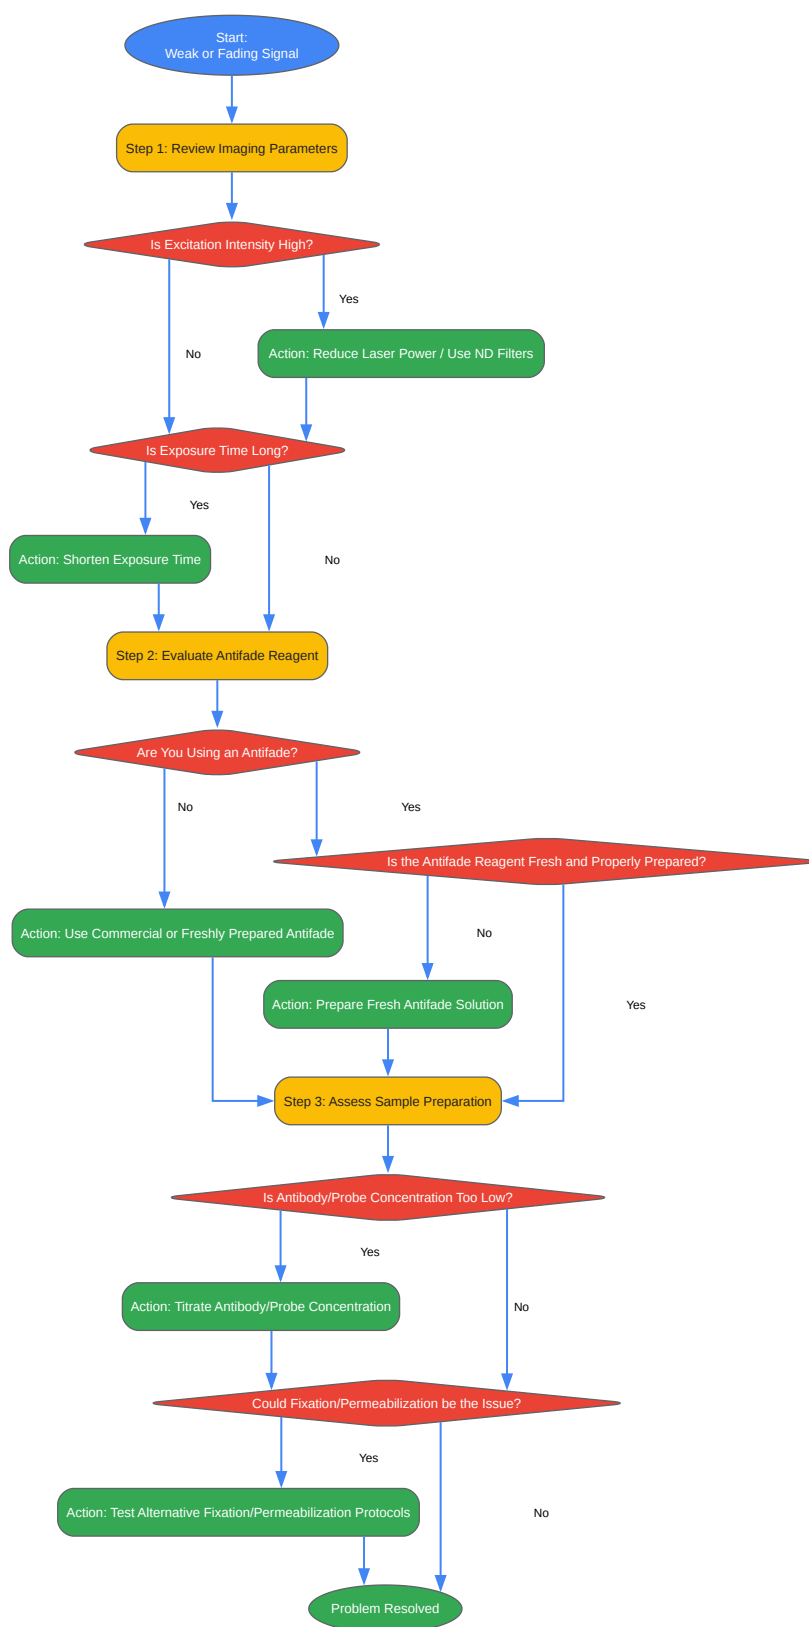 Start:
Weak or Fading Signal
Step 1: Review Imaging Parameters
Is Excitation Intensity High?
Yes
No
Action: Reduce Laser Power / Use ND Filters
Is Exposure Time Long?
Yes
No
Action: Shorten Exposure Time
Step 2: Evaluate Antifade Reagent
Are You Using an Antifade?
No
Yes
Is the Antifade Reagent Fresh and Properly Prepared?
Action: Use Commercial or Freshly Prepared Antifade
No
Action: Prepare Fresh Antifade Solution
Yes
Step 3: Assess Sample Preparation
Is Antibody/Probe Concentration Too Low?
Yes
Action: Titrate Antibody/Probe Concentration
No
Could Fixation/Permeabilization be the Issue?
Yes
Action: Test Alternative Fixation/Permeabilization Protocols
No
Problem Resolved